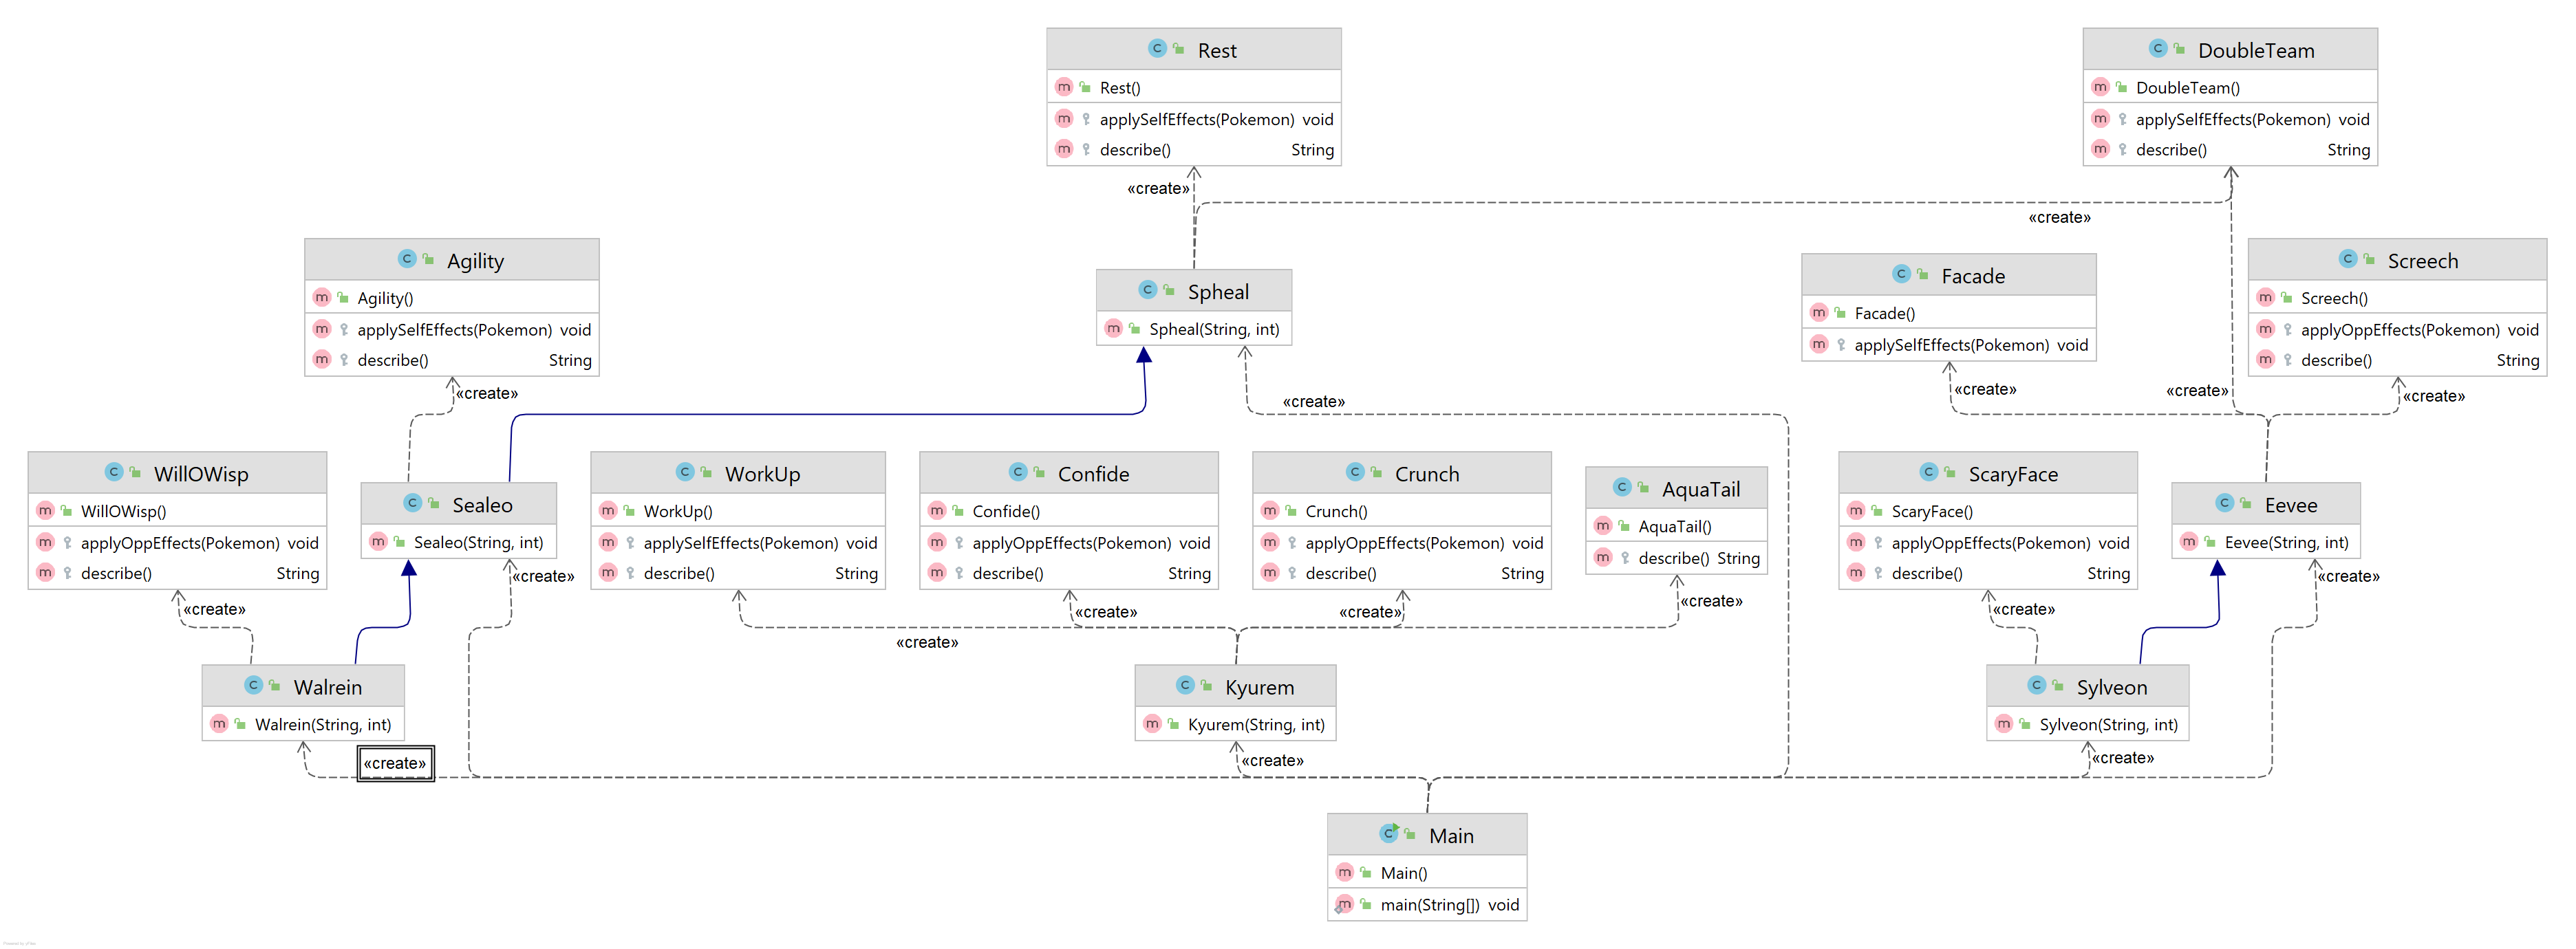 Rest
Rest()
applySelfEffects(Pokemon) void
describe() String
DoubleTeam
DoubleTeam()
applySelfEffects(Pokemon) void
describe() String
«create»
«create»
Agility
Agility()
applySelfEffects(Pokemon) void
describe() String
Spheal
Spheal(String, int)
Facade
Facade()
applySelfEffects(Pokemon) void
Screech
Screech()
applyOppEffects(Pokemon) void
describe() String
«create»
«create»
«create»
«create»
«create»
WillOWisp
WillOWisp()
applyOppEffects(Pokemon) void
describe() String
Sealeo
Sealeo(String, int)
WorkUp
WorkUp()
applySelfEffects(Pokemon) void
describe() String
Confide
Confide()
applyOppEffects(Pokemon) void
describe() String
Crunch
Crunch()
applyOppEffects(Pokemon) void
describe() String
AquaTail
AquaTail()
describe() String
ScaryFace
ScaryFace()
applyOppEffects(Pokemon) void
describe() String
Eevee
Eevee(String, int)
«create»
«create»
«create»
«create»
«create»
«create»
«create»
«create»
«create»
Walrein
Walrein(String, int)
Kyurem
Kyurem(String, int)
Sylveon
Sylveon(String, int)
«create»
«create»
«create»
Main
Main()
main(String[]) void